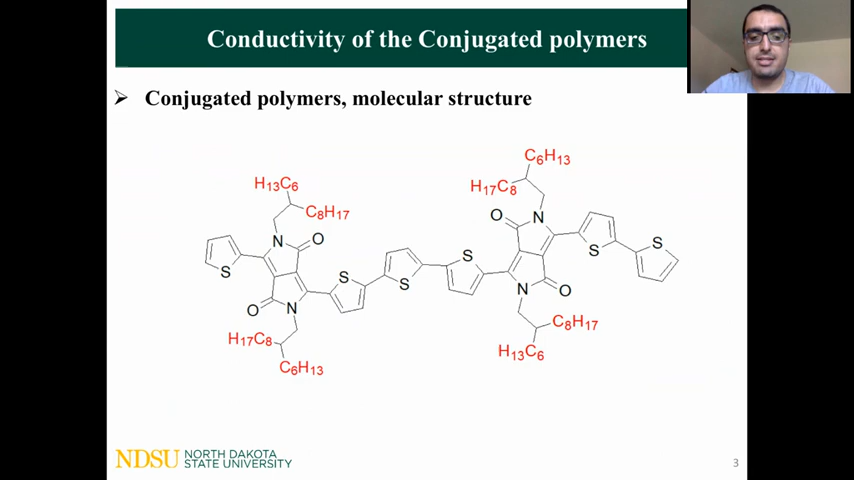 Conductivity of the Conjugated polymers
➢ Conjugated polymers, molecular structure
C6H13
H13C6
H17C8
C8H17
O
N
N
O
S
S
S
S
S
S
O
N
N
O
H17C8
C8H17
H13C6
C6H13
NDSU NORTH DAKOTA
STATE UNIVERSITY
3